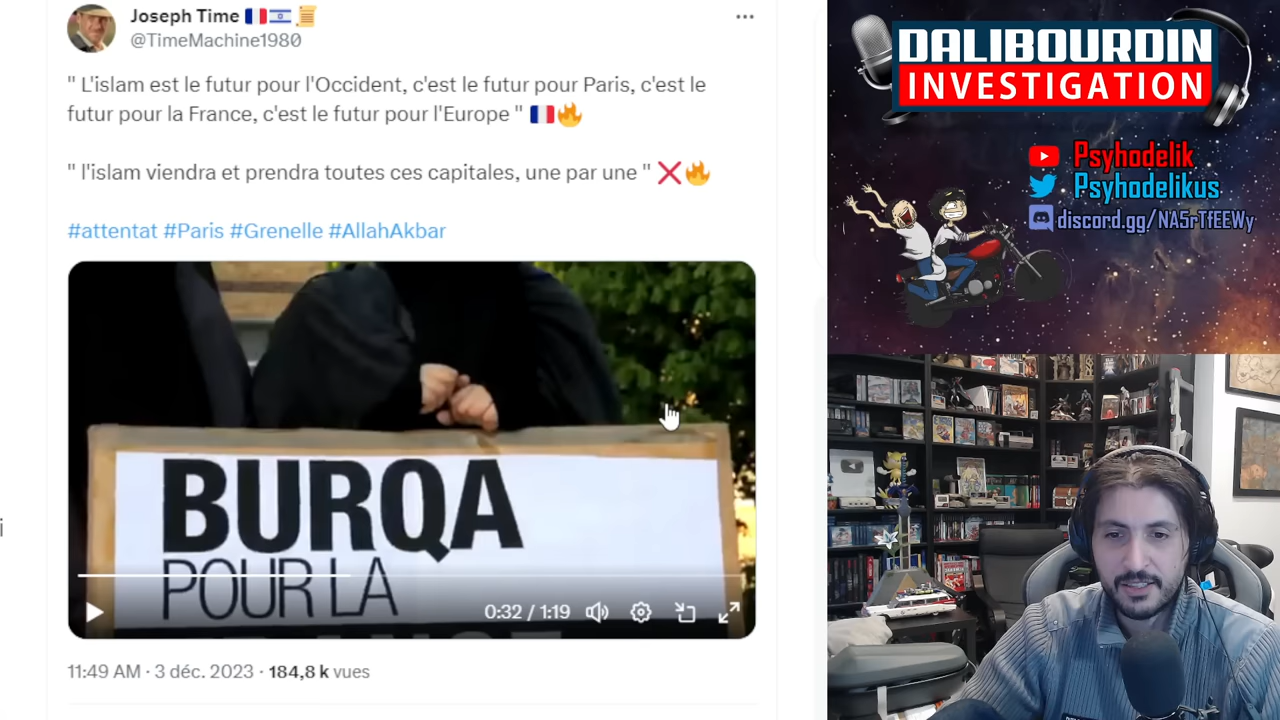 Joseph Time 🇫🇷🇮🇱📜
@TimeMachine1980
" L'islam est le futur pour l'Occident, c'est le futur pour Paris, c'est le
futur pour la France, c'est le futur pour l'Europe " 🇫🇷🔥
" l'islam viendra et prendra toutes ces capitales, une par une " ❌🔥
#attentat #Paris #Grenelle #AllahAkbar
BURQA
POUR LA
0:32 / 1:19
11:49 AM · 3 déc. 2023 · 184,8 k vues
i
DALIBOURDIN
INVESTIGATION
Psyhodelik
Psyhodelikus
discord.gg/NA5rTfEEWy